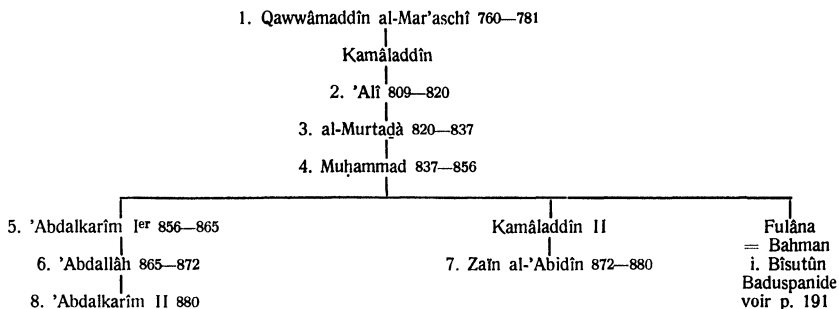 1. Qawwâmaddîn al-Mar'aschî 760—781
Kamâladdîn
2. 'Alî 809—820
3. al-Murtaḍà 820—837
4. Muḥammad 837—856
5. 'Abdalkarîm Ier 856—865
Kamâladdîn II
Fulâna
= Bahman
6. 'Abdallâh 865—872
7. Zaïn al-'Abidîn 872—880
i. Bîsutûn
Baduspanide
8. 'Abdalkarîm II 880
voir p. 191